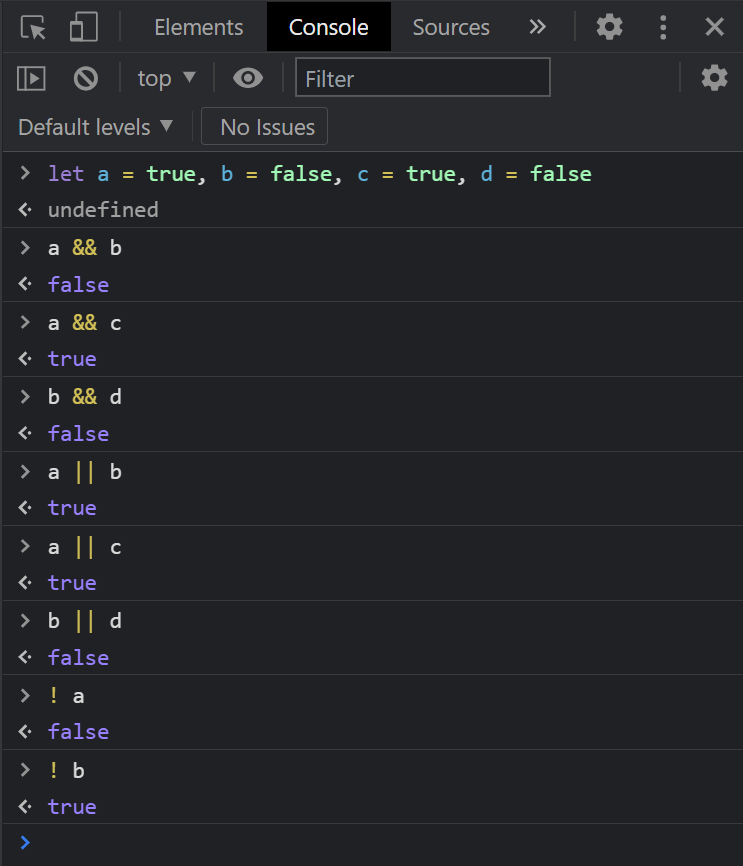 Elements Console Sources
top Filter
Default levels No Issues
let a = true, b = false, c = true, d = false
undefined
a && b
false
a && c
true
b && d
false
a || b
true
a || c
true
b || d
false
! a
false
! b
true